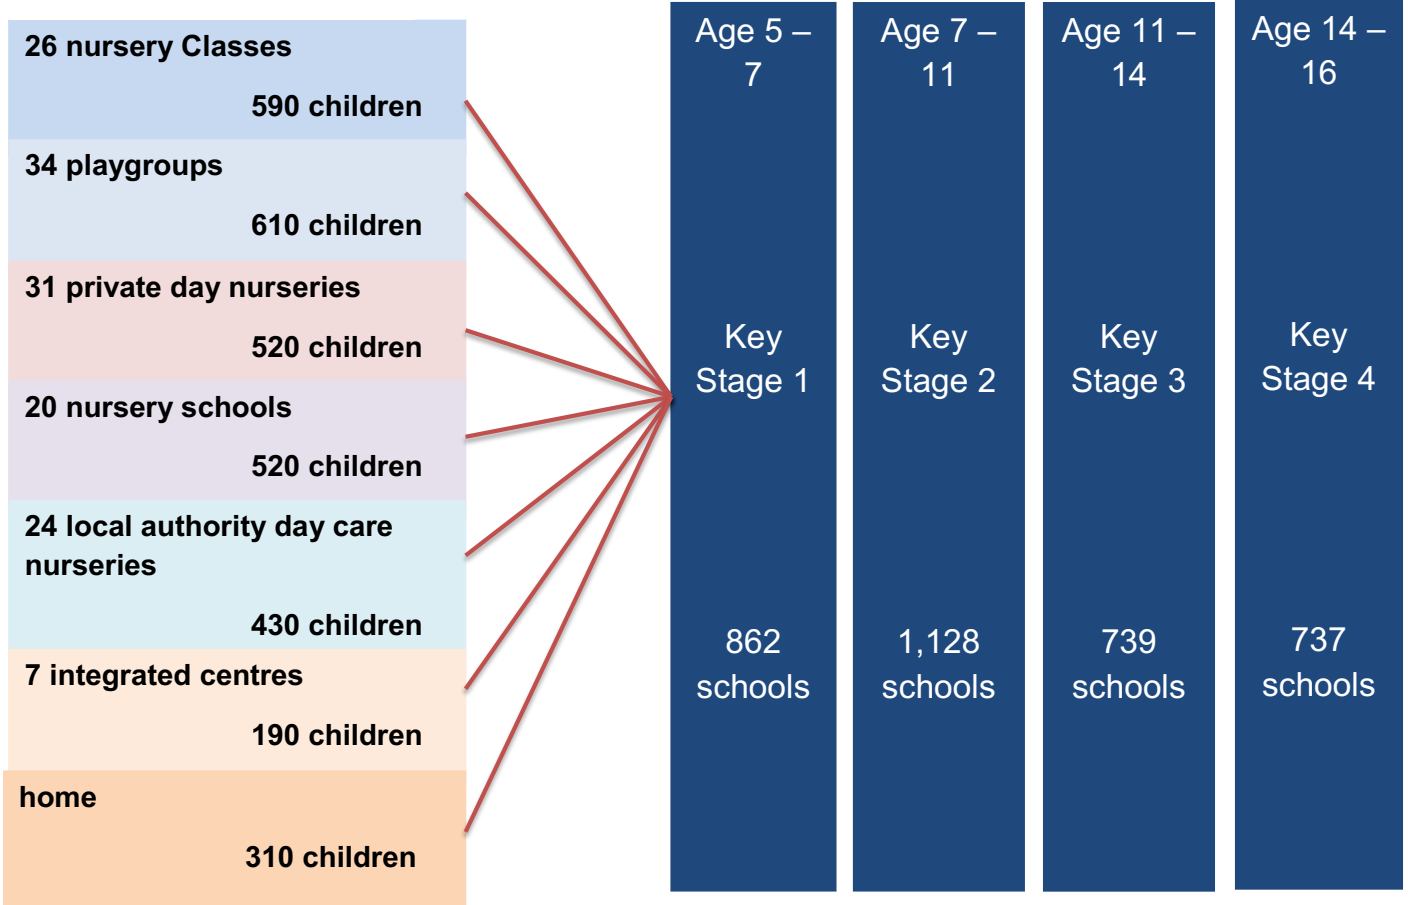 26 nursery Classes
590 children
34 playgroups
610 children
31 private day nurseries
520 children
20 nursery schools
520 children
24 local authority day care
nurseries
430 children
7 integrated centres
190 children
home
310 children
Age 5 –
7
Key
Stage 1
862
schools
Age 7 –
11
Key
Stage 2
1,128
schools
Age 11 –
14
Key
Stage 3
739
schools
Age 14 –
16
Key
Stage 4
737
schools